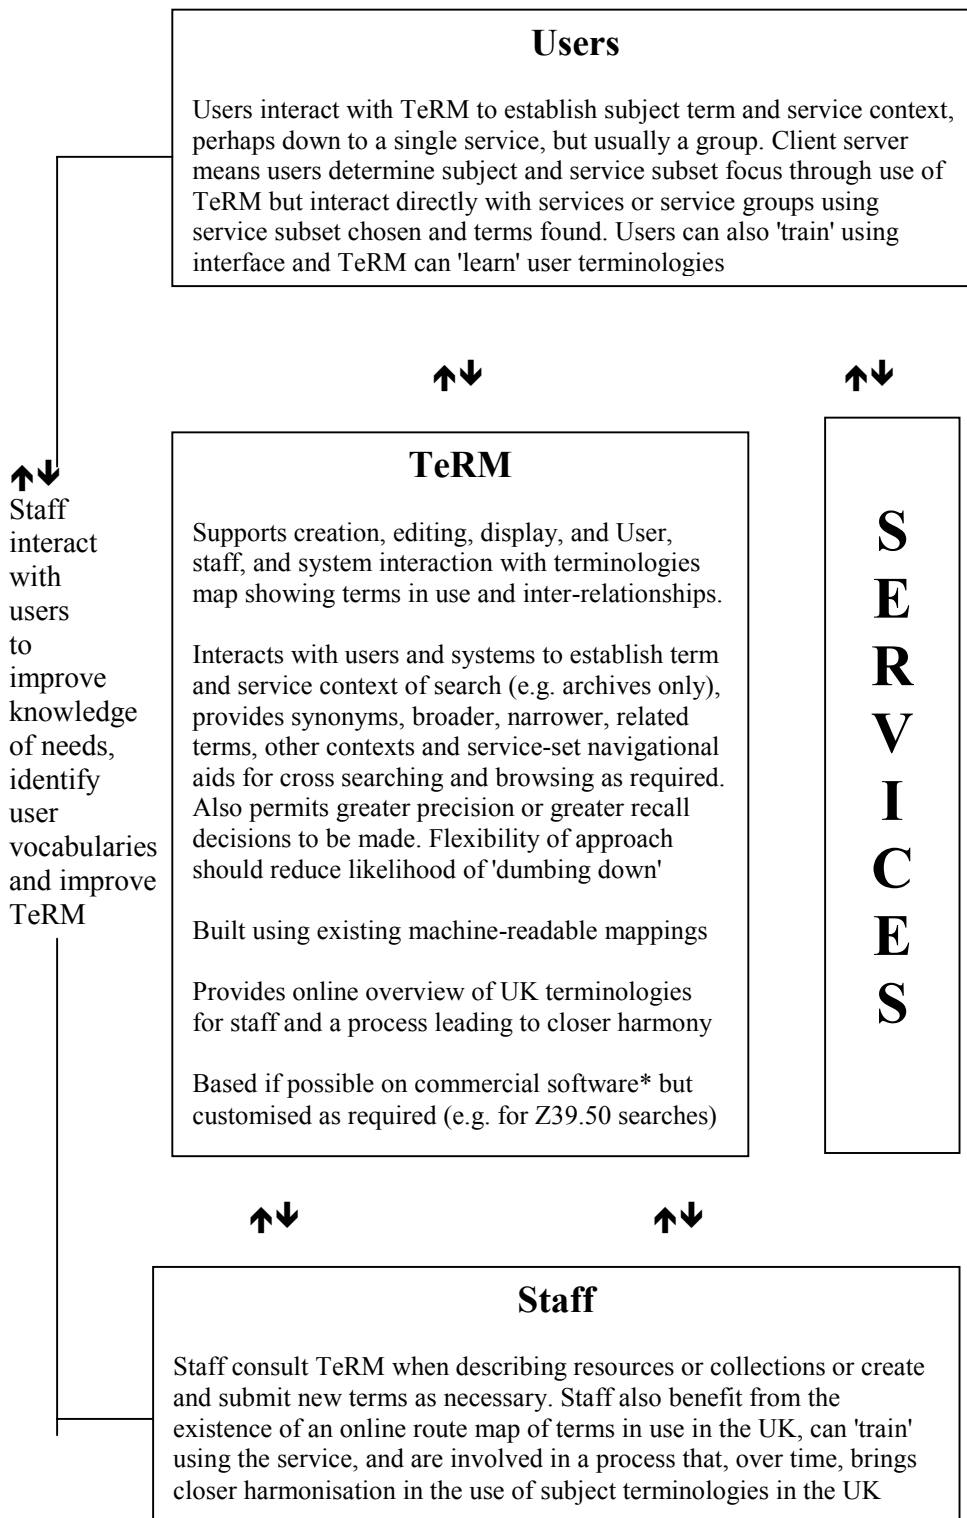 Users
Users interact with TeRM to establish subject term and service context,
perhaps down to a single service, but usually a group. Client server
means users determine subject and service subset focus through use of
TeRM but interact directly with services or service groups using
service subset chosen and terms found. Users can also 'train' using
interface and TeRM can 'learn' user terminologies
Staff
interact
with
users
to
improve
knowledge
of needs,
identify
user
vocabularies
and improve
TeRM
TeRM
Supports creation, editing, display, and User,
staff, and system interaction with terminologies
map showing terms in use and inter-relationships.
Interacts with users and systems to establish term
and service context of search (e.g. archives only),
provides synonyms, broader, narrower, related
terms, other contexts and service-set navigational
aids for cross searching and browsing as required.
Also permits greater precision or greater recall
decisions to be made. Flexibility of approach
should reduce likelihood of 'dumbing down'
Built using existing machine-readable mappings
Provides online overview of UK terminologies
for staff and a process leading to closer harmony
Based if possible on commercial software* but
customised as required (e.g. for Z39.50 searches)
S
E
R
V
I
C
E
S
Staff
Staff consult TeRM when describing resources or collections or create
and submit new terms as necessary. Staff also benefit from the
existence of an online route map of terms in use in the UK, can 'train'
using the service, and are involved in a process that, over time, brings
closer harmonisation in the use of subject terminologies in the UK